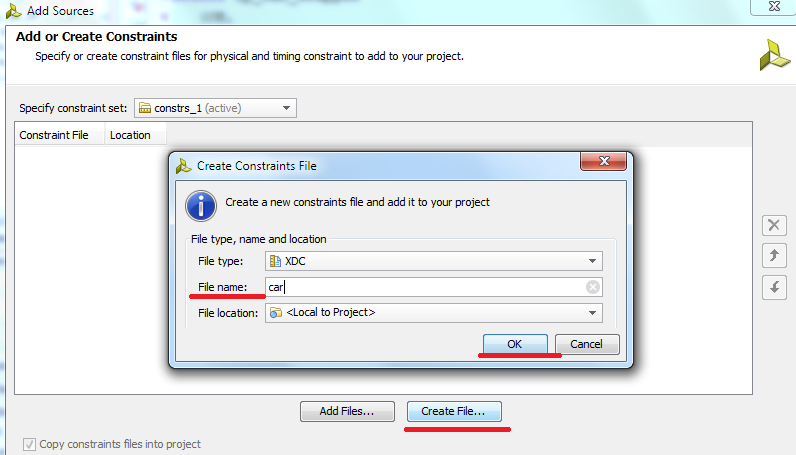 Add Sources
Add or Create Constraints
Specify or create constraint files for physical and timing constraint to add to your project.
Specify constraint set: constrs_1 (active)
Constraint File Location
Create Constraints File
Create a new constraints file and add it to your project
File type, name and location
File type: XDC
File name: car
File location: <Local to Project>
OK Cancel
Add Files... Create File...
Copy constraints files into project